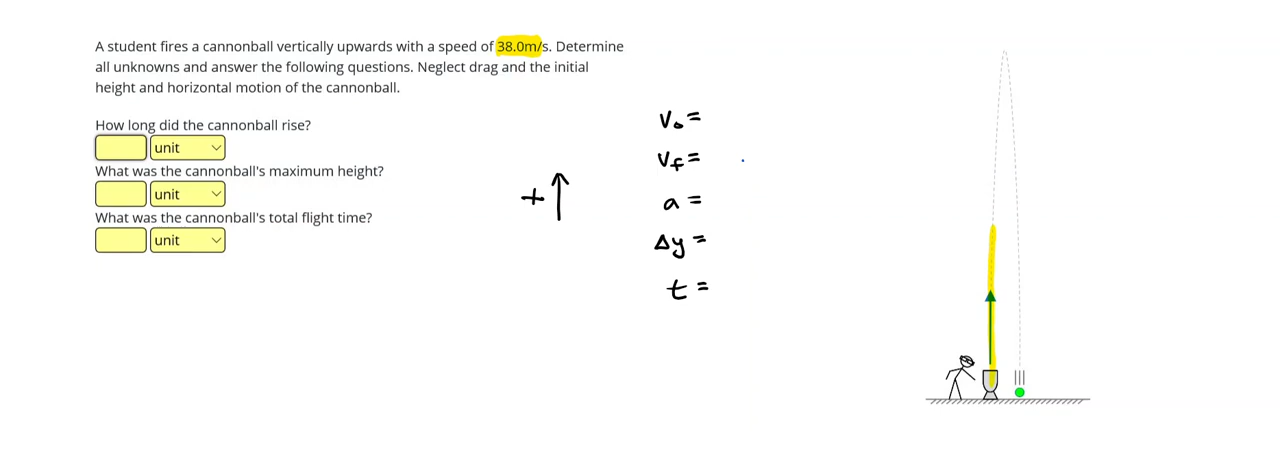 A student fires a cannonball vertically upwards with a speed of 38.0m/s. Determine
all unknowns and answer the following questions. Neglect drag and the initial
height and horizontal motion of the cannonball.
How long did the cannonball rise?
unit
What was the cannonball's maximum height?
unit
What was the cannonball's total flight time?
unit
+↑
v₀ =
v_f =
a =
Δy =
t =